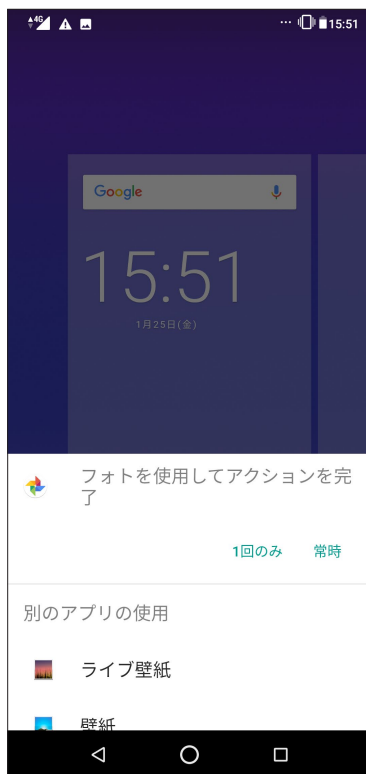 4G 15:51
Google
15:51
1月25日(金)
フォトを使用してアクションを完
了
1回のみ 常時
別のアプリの使用
ライブ壁紙
壁紙